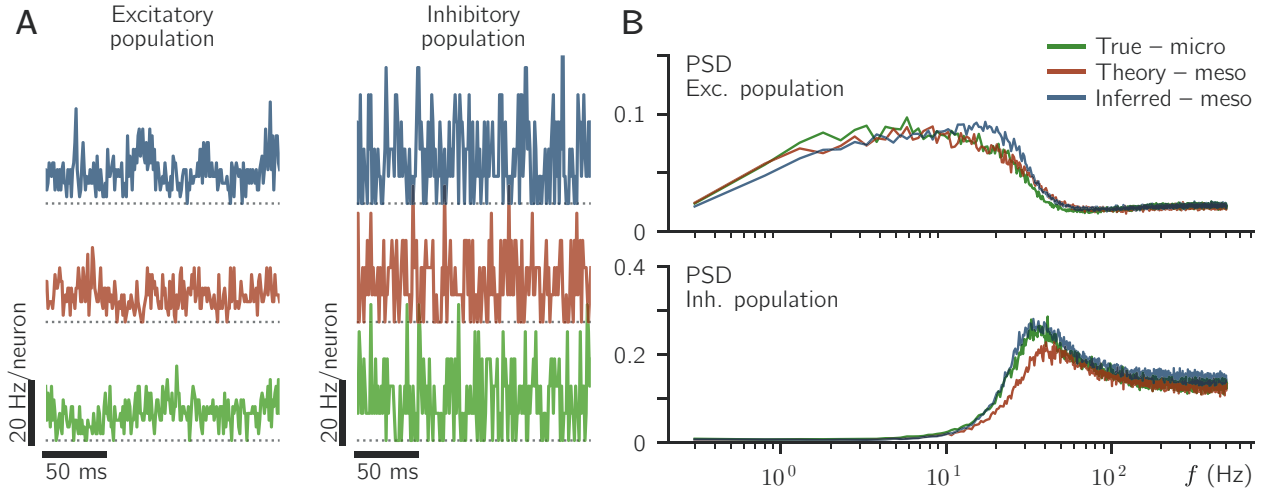 A
Excitatory
population
Inhibitory
population
20 Hz/neuron
50 ms
20 Hz/neuron
50 ms
B
True – micro
Theory – meso
Inferred – meso
PSD
Exc. population
0.1
0
PSD
Inh. population
0.4
0.2
0
10^0
10^1
10^2
f (Hz)